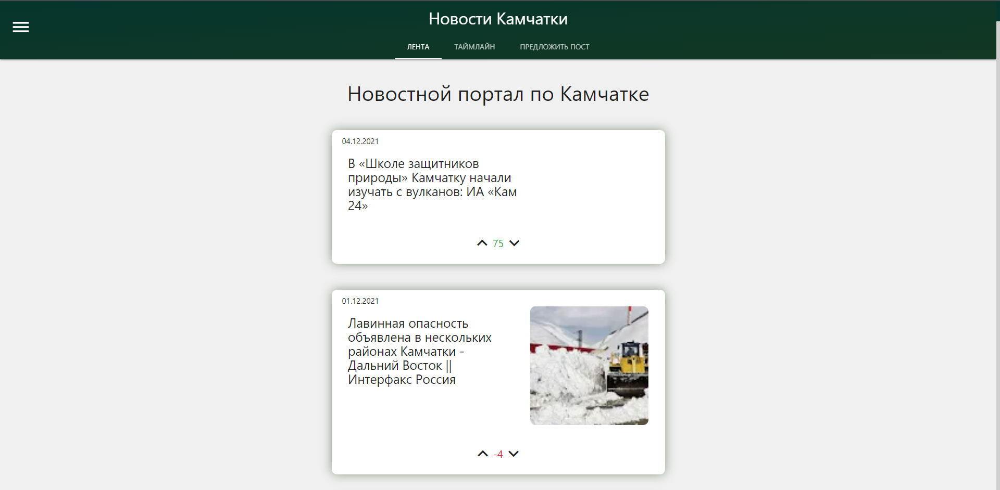 Новости Камчатки
ЛЕНТА
ТАЙМЛАЙН
ПРЕДЛОЖИТЬ ПОСТ
Новостной портал по Камчатке
04.12.2021
В «Школе защитников
природы» Камчатку начали
изучать с вулканов: ИА «Кам
24»
75
01.12.2021
Лавинная опасность
объявлена в нескольких
районах Камчатки -
Дальний Восток ||
Интерфакс Россия
-4